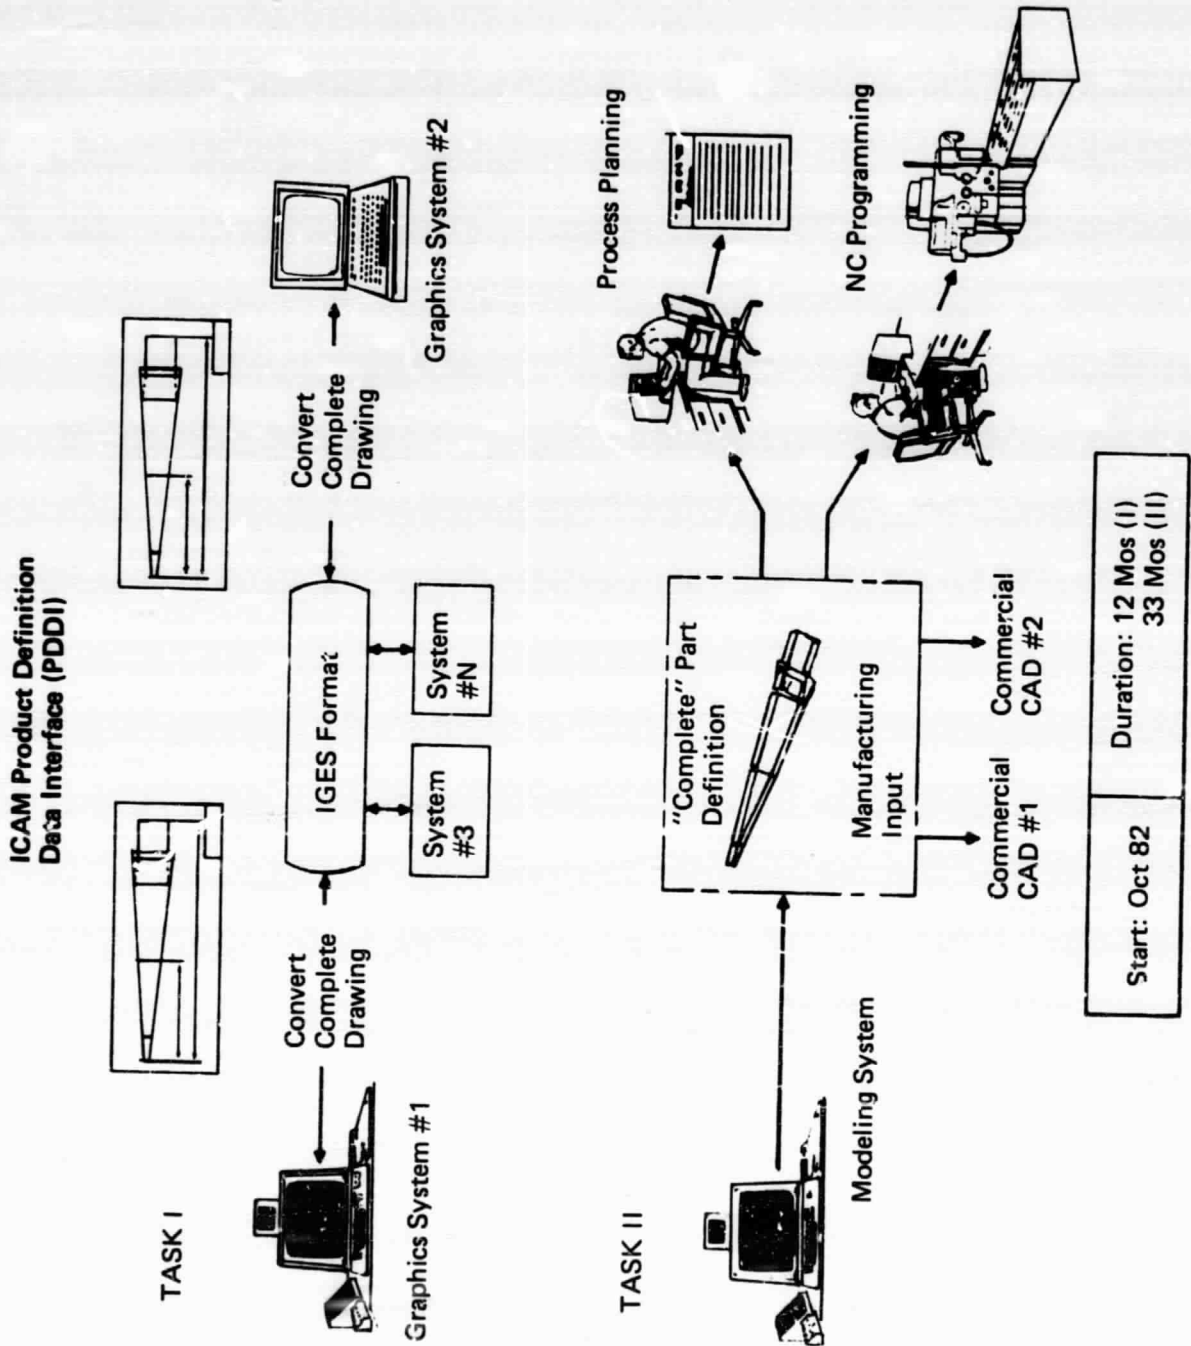 ICAM Product Definition
Data Interface (PDDI)
TASK I
Graphics System #1
Convert
Complete
Drawing
IGES Format
System
#3
System
#N
Convert
Complete
Drawing
Graphics System #2
TASK II
Modeling System
"Complete" Part
Definition
Manufacturing
Input
Commercial
CAD #1
Commercial
CAD #2
Process Planning
NC Programming
Start: Oct 82
Duration: 12 Mos (I)
33 Mos (II)